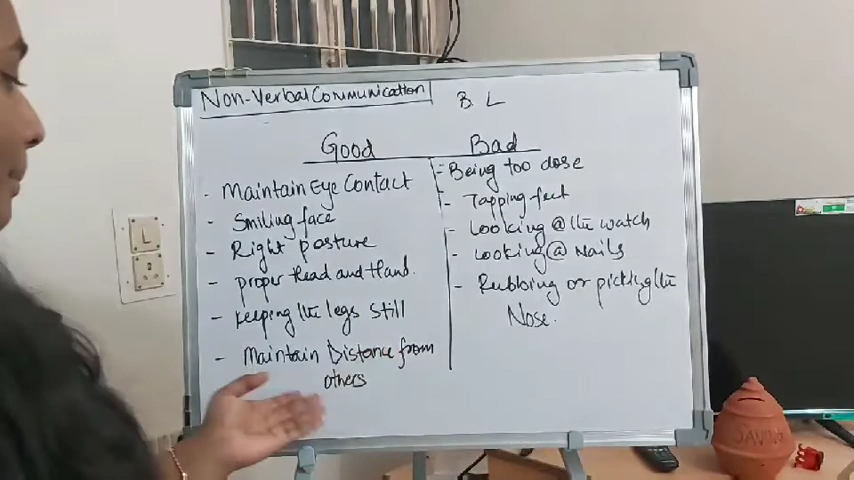 Non-Verbal Communication B. L
Good Bad
- Maintain Eye Contact
- Smiling face
- Right posture
- proper Head and Hand.
- keeping the legs Still
- Maintain Distance from
others
- Being too close
- Tapping feet
- Looking @ the watch
- Looking @ Nails
- Rubbing or picking the
Nose.
SAVING